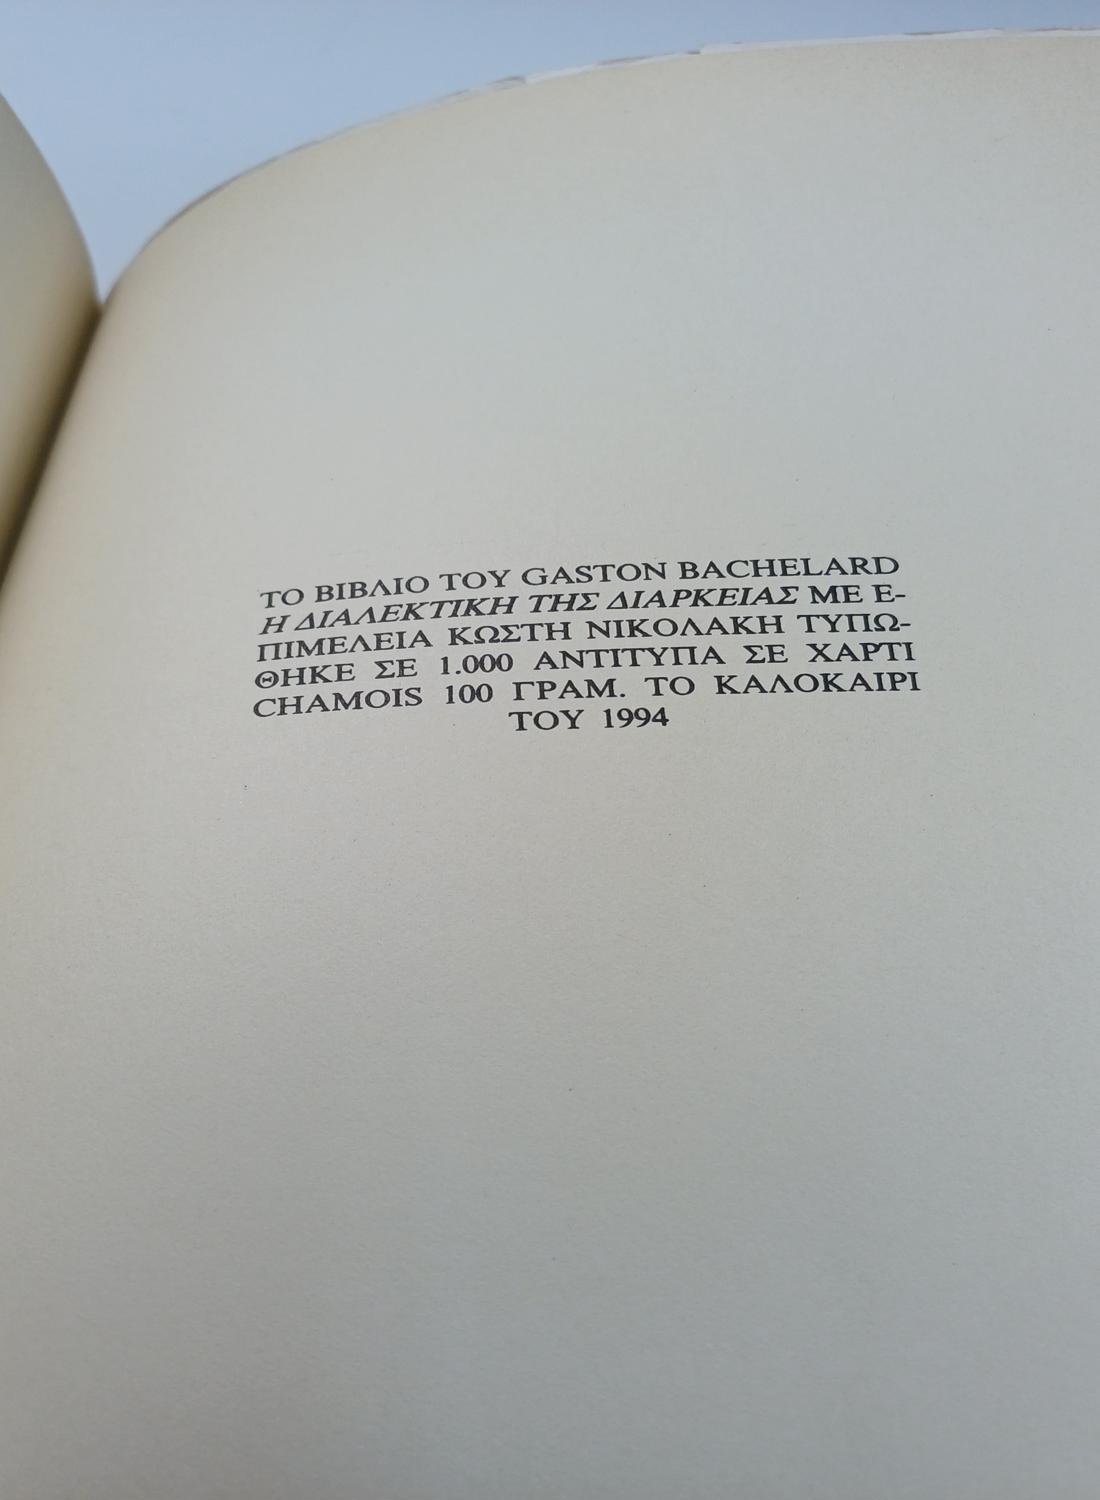 ΤΟ ΒΙΒΛΙΟ ΤΟΥ GASTON BACHELARD
Η ΔΙΑΛΕΚΤΙΚΗ ΤΗΣ ΔΙΑΡΚΕΙΑΣ ΜΕ Ε-
ΠΙΜΕΛΕΙΑ ΚΩΣΤΗ ΝΙΚΟΛΑΚΗ ΤΥΠΩ-
ΘΗΚΕ ΣΕ 1.000 ΑΝΤΙΤΥΠΑ ΣΕ ΧΑΡΤΙ
CHAMOIS 100 ΓΡΑΜ. ΤΟ ΚΑΛΟΚΑΙΡΙ
ΤΟΥ 1994